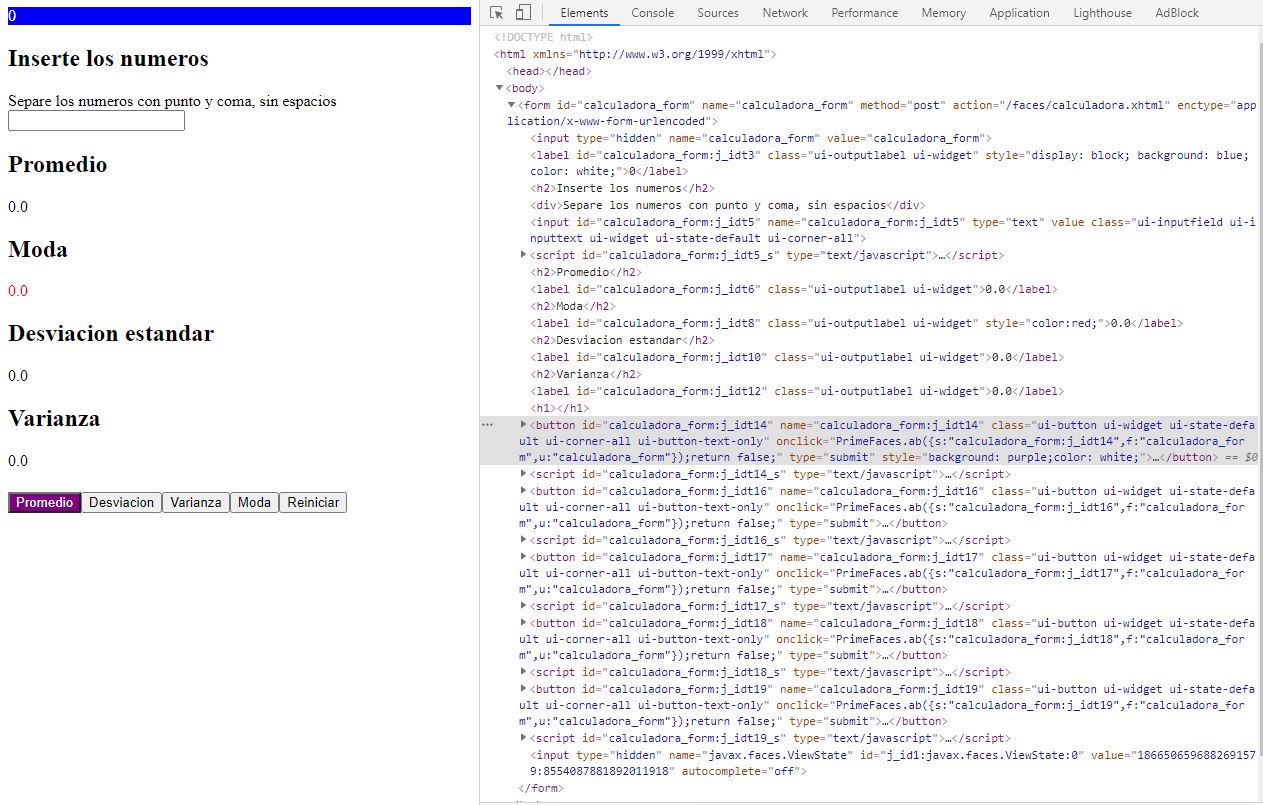 0
Inserte los numeros
Separe los numeros con punto y coma, sin espacios
Promedio
0.0
Moda
0.0
Desviacion estandar
0.0
Varianza
0.0
Promedio Desviacion Varianza Moda Reiniciar
Elements Console Sources Network Performance Memory Application Lighthouse AdBlock
<!DOCTYPE html>
<html xmlns="http://www.w3.org/1999/xhtml">
<head></head>
▼<body>
▼<form id="calculadora_form" name="calculadora_form" method="post" action="/faces/calculadora.xhtml" enctype="app
lication/x-www-form-urlencoded">
<input type="hidden" name="calculadora_form" value="calculadora_form">
<label id="calculadora_form:j_idt3" class="ui-outputlabel ui-widget" style="display: block; background: blue;
color: white;">0</label>
<h2>Inserte los numeros</h2>
<div>Separe los numeros con punto y coma, sin espacios</div>
<input id="calculadora_form:j_idt5" name="calculadora_form:j_idt5" type="text" value class="ui-inputfield ui-i
nputtext ui-widget ui-state-default ui-corner-all">
▶<script id="calculadora_form:j_idt5_s" type="text/javascript">…</script>
<h2>Promedio</h2>
<label id="calculadora_form:j_idt6" class="ui-outputlabel ui-widget">0.0</label>
<h2>Moda</h2>
<label id="calculadora_form:j_idt8" class="ui-outputlabel ui-widget" style="color:red;">0.0</label>
<h2>Desviacion estandar</h2>
<label id="calculadora_form:j_idt10" class="ui-outputlabel ui-widget">0.0</label>
<h2>Varianza</h2>
<label id="calculadora_form:j_idt12" class="ui-outputlabel ui-widget">0.0</label>
<h1></h1>
… ▶<button id="calculadora_form:j_idt14" name="calculadora_form:j_idt14" class="ui-button ui-widget ui-state-defa
ult ui-corner-all ui-button-text-only" onclick="PrimeFaces.ab({s:"calculadora_form:j_idt14",f:"calculadora_for
m",u:"calculadora_form"});return false;" type="submit" style="background: purple;color: white;">…</button> == $0
▶<script id="calculadora_form:j_idt14_s" type="text/javascript">…</script>
▶<button id="calculadora_form:j_idt16" name="calculadora_form:j_idt16" class="ui-button ui-widget ui-state-defa
ult ui-corner-all ui-button-text-only" onclick="PrimeFaces.ab({s:"calculadora_form:j_idt16",f:"calculadora_for
m",u:"calculadora_form"});return false;" type="submit">…</button>
▶<script id="calculadora_form:j_idt16_s" type="text/javascript">…</script>
▶<button id="calculadora_form:j_idt17" name="calculadora_form:j_idt17" class="ui-button ui-widget ui-state-defa
ult ui-corner-all ui-button-text-only" onclick="PrimeFaces.ab({s:"calculadora_form:j_idt17",f:"calculadora_for
m",u:"calculadora_form"});return false;" type="submit">…</button>
▶<script id="calculadora_form:j_idt17_s" type="text/javascript">…</script>
▶<button id="calculadora_form:j_idt18" name="calculadora_form:j_idt18" class="ui-button ui-widget ui-state-defa
ult ui-corner-all ui-button-text-only" onclick="PrimeFaces.ab({s:"calculadora_form:j_idt18",f:"calculadora_for
m",u:"calculadora_form"});return false;" type="submit">…</button>
▶<script id="calculadora_form:j_idt18_s" type="text/javascript">…</script>
▶<button id="calculadora_form:j_idt19" name="calculadora_form:j_idt19" class="ui-button ui-widget ui-state-defa
ult ui-corner-all ui-button-text-only" onclick="PrimeFaces.ab({s:"calculadora_form:j_idt19",f:"calculadora_for
m",u:"calculadora_form"});return false;" type="submit">…</button>
▶<script id="calculadora_form:j_idt19_s" type="text/javascript">…</script>
<input type="hidden" name="javax.faces.ViewState" id="j_id1:javax.faces.ViewState:0" value="186650659688269157
9:8554087881892011918" autocomplete="off">
</form>